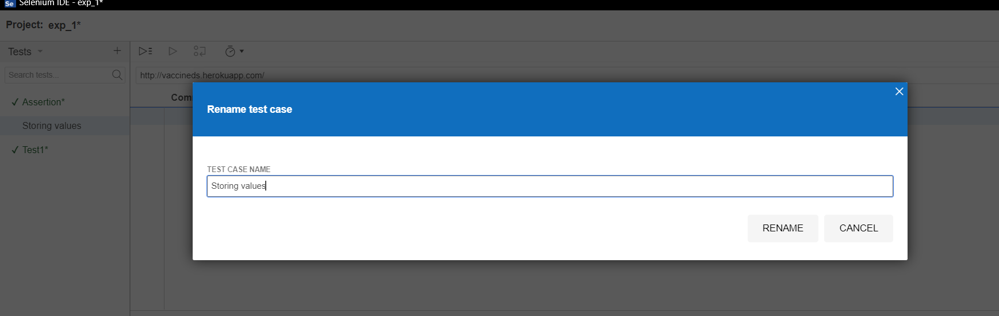 Se Selenium IDE - exp_1*
Project: exp_1*
Tests
Search tests...
http://vaccineds.herokuapp.com/
✓ Assertion*
Storing values
✓ Test1*
Com
Rename test case
TEST CASE NAME
Storing values
RENAME
CANCEL